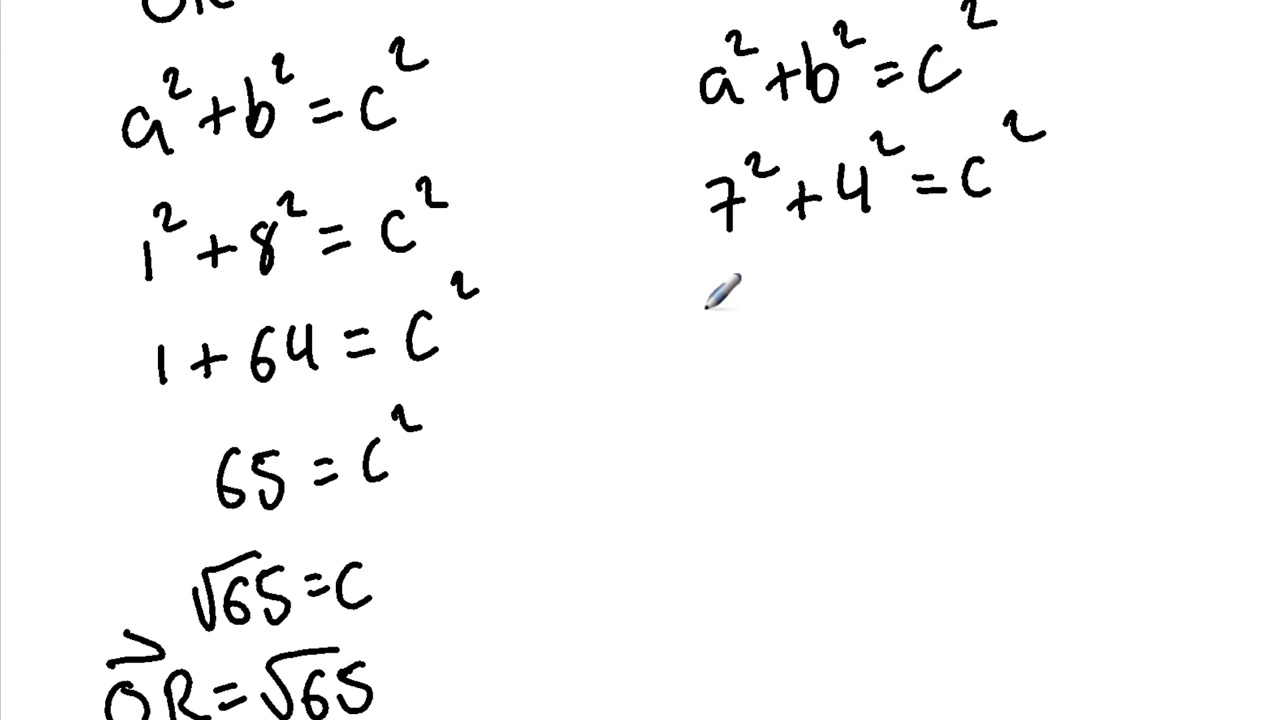 OR
a² + b² = c²
1² + 8² = c²
1 + 64 = c²
65 = c²
√65 = c
→OR = √65
a² + b² = c²
7² + 4² = c²